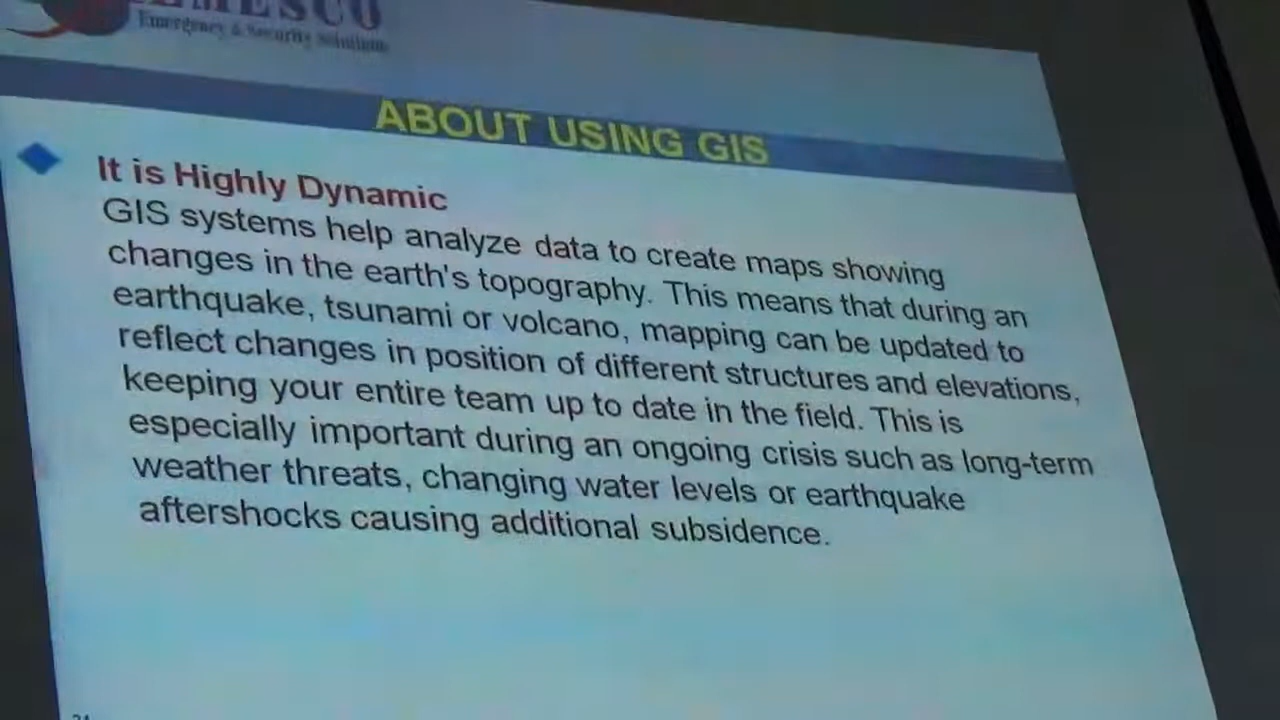 Emergency & Security Solutions
ABOUT USING GIS
It is Highly Dynamic
GIS systems help analyze data to create maps showing
changes in the earth's topography. This means that during an
earthquake, tsunami or volcano, mapping can be updated to
reflect changes in position of different structures and elevations,
keeping your entire team up to date in the field. This is
especially important during an ongoing crisis such as long-term
weather threats, changing water levels or earthquake
aftershocks causing additional subsidence.